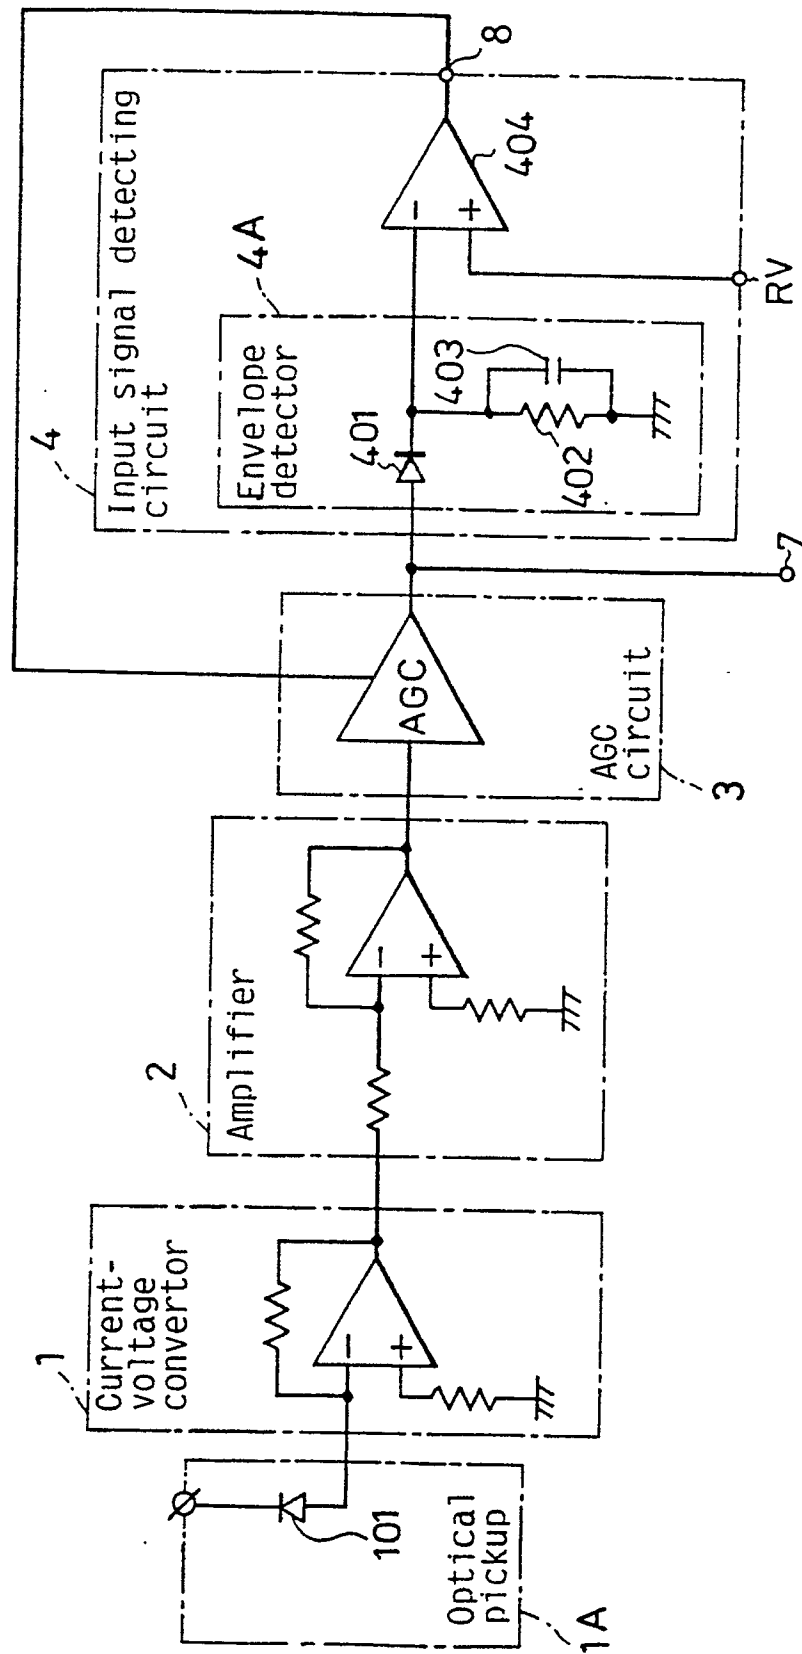 1A
Optical
pickup
101
1
Current-
voltage
convertor
−
+
2
Amplifier
−
+
3
AGC
circuit
AGC
7
4
Input signal detecting
circuit
4A
Envelope
detector
401
402
403
−
+
404
RV
8